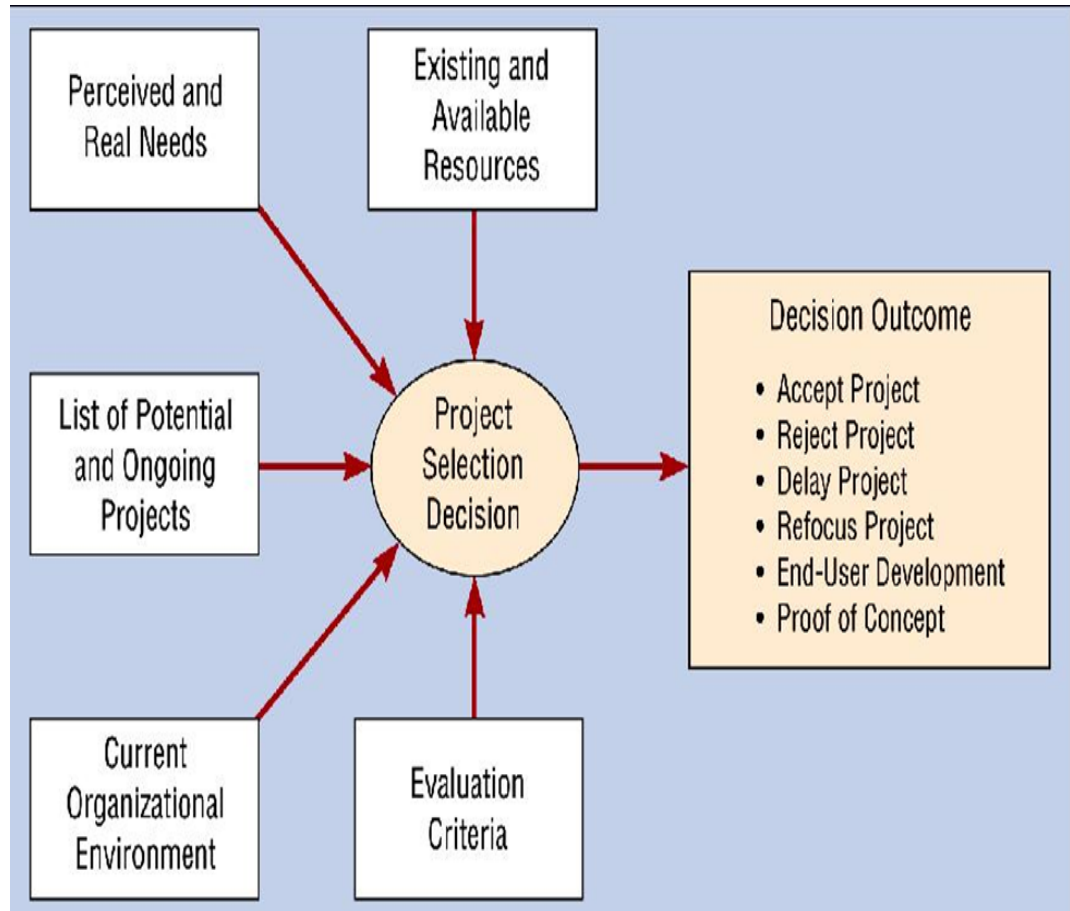 Perceived and
Real Needs
Existing and
Available
Resources
List of Potential
and Ongoing
Projects
Project
Selection
Decision
Current
Organizational
Environment
Evaluation
Criteria
Decision Outcome
• Accept Project
• Reject Project
• Delay Project
• Refocus Project
• End-User Development
• Proof of Concept